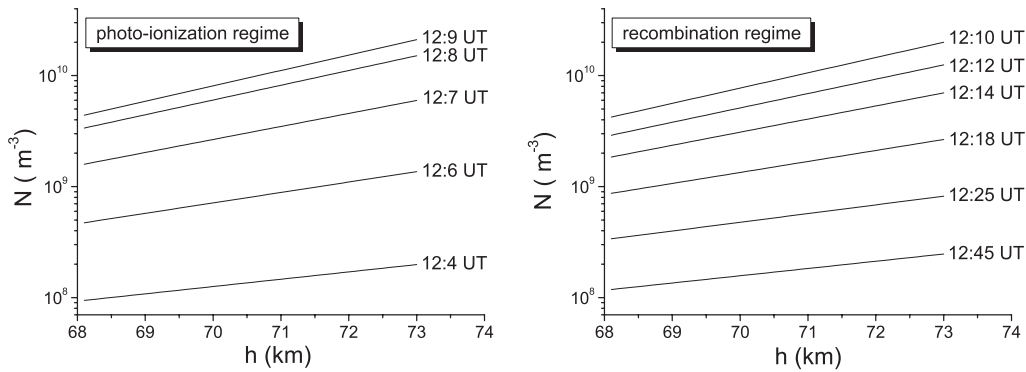 photo-ionization regime
12:9 UT
12:8 UT
12:7 UT
12:6 UT
12:4 UT
10^10
10^9
10^8
N ( m^-3)
68 69 70 71 72 73 74
h (km)
recombination regime
12:10 UT
12:12 UT
12:14 UT
12:18 UT
12:25 UT
12:45 UT
10^10
10^9
10^8
N ( m^-3)
68 69 70 71 72 73 74
h (km)